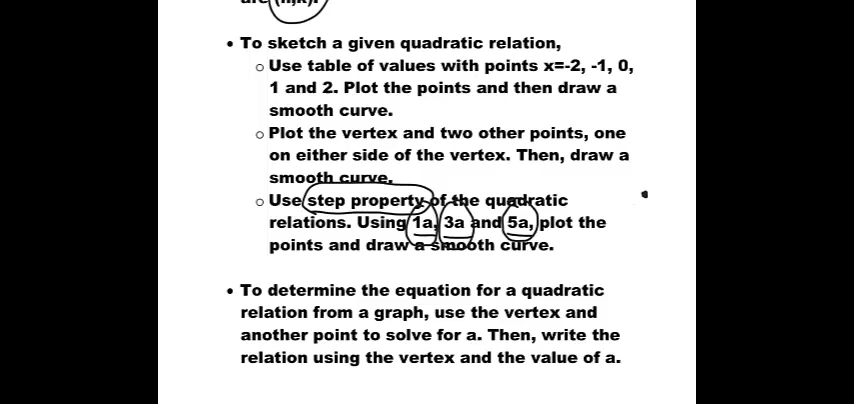 are (h,k).
• To sketch a given quadratic relation,
o Use table of values with points x=-2, -1, 0,
1 and 2. Plot the points and then draw a
smooth curve.
o Plot the vertex and two other points, one
on either side of the vertex. Then, draw a
smooth curve.
o Use step property of the quadratic
relations. Using 1a, 3a and 5a, plot the
points and draw a smooth curve.
• To determine the equation for a quadratic
relation from a graph, use the vertex and
another point to solve for a. Then, write the
relation using the vertex and the value of a.